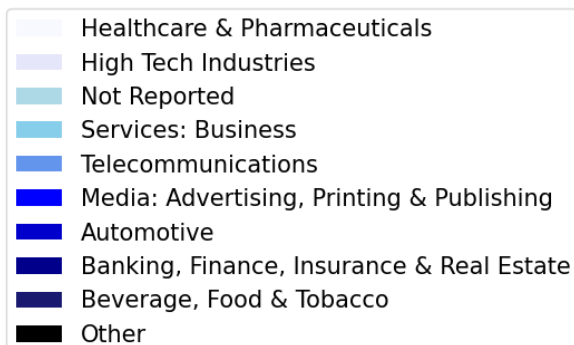 Healthcare & Pharmaceuticals
High Tech Industries
Not Reported
Services: Business
Telecommunications
Media: Advertising, Printing & Publishing
Automotive
Banking, Finance, Insurance & Real Estate
Beverage, Food & Tobacco
Other